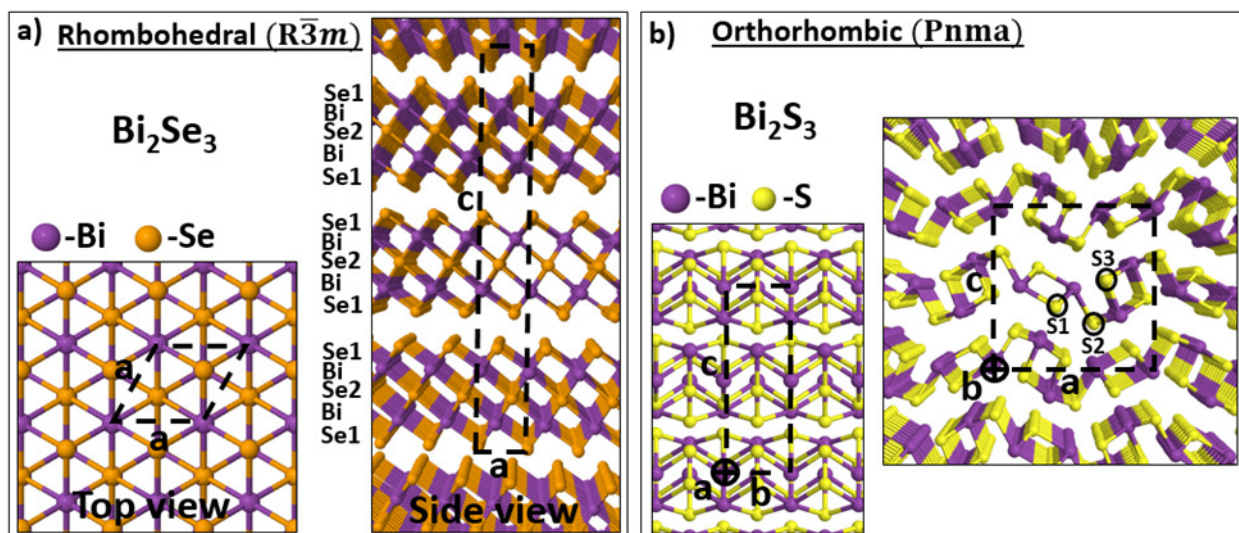 a) Rhombohedral (R3̅m)
Bi₂Se₃
-Bi -Se
a
a
Top view
Se1
Bi
Se2
Bi
Se1
Se1
Bi
Se2
Bi
Se1
Se1
Bi
Se2
Bi
Se1
c
a
Side view
b) Orthorhombic (Pnma)
Bi₂S₃
-Bi -S
c
a
b
c
S3
S1
S2
b
a